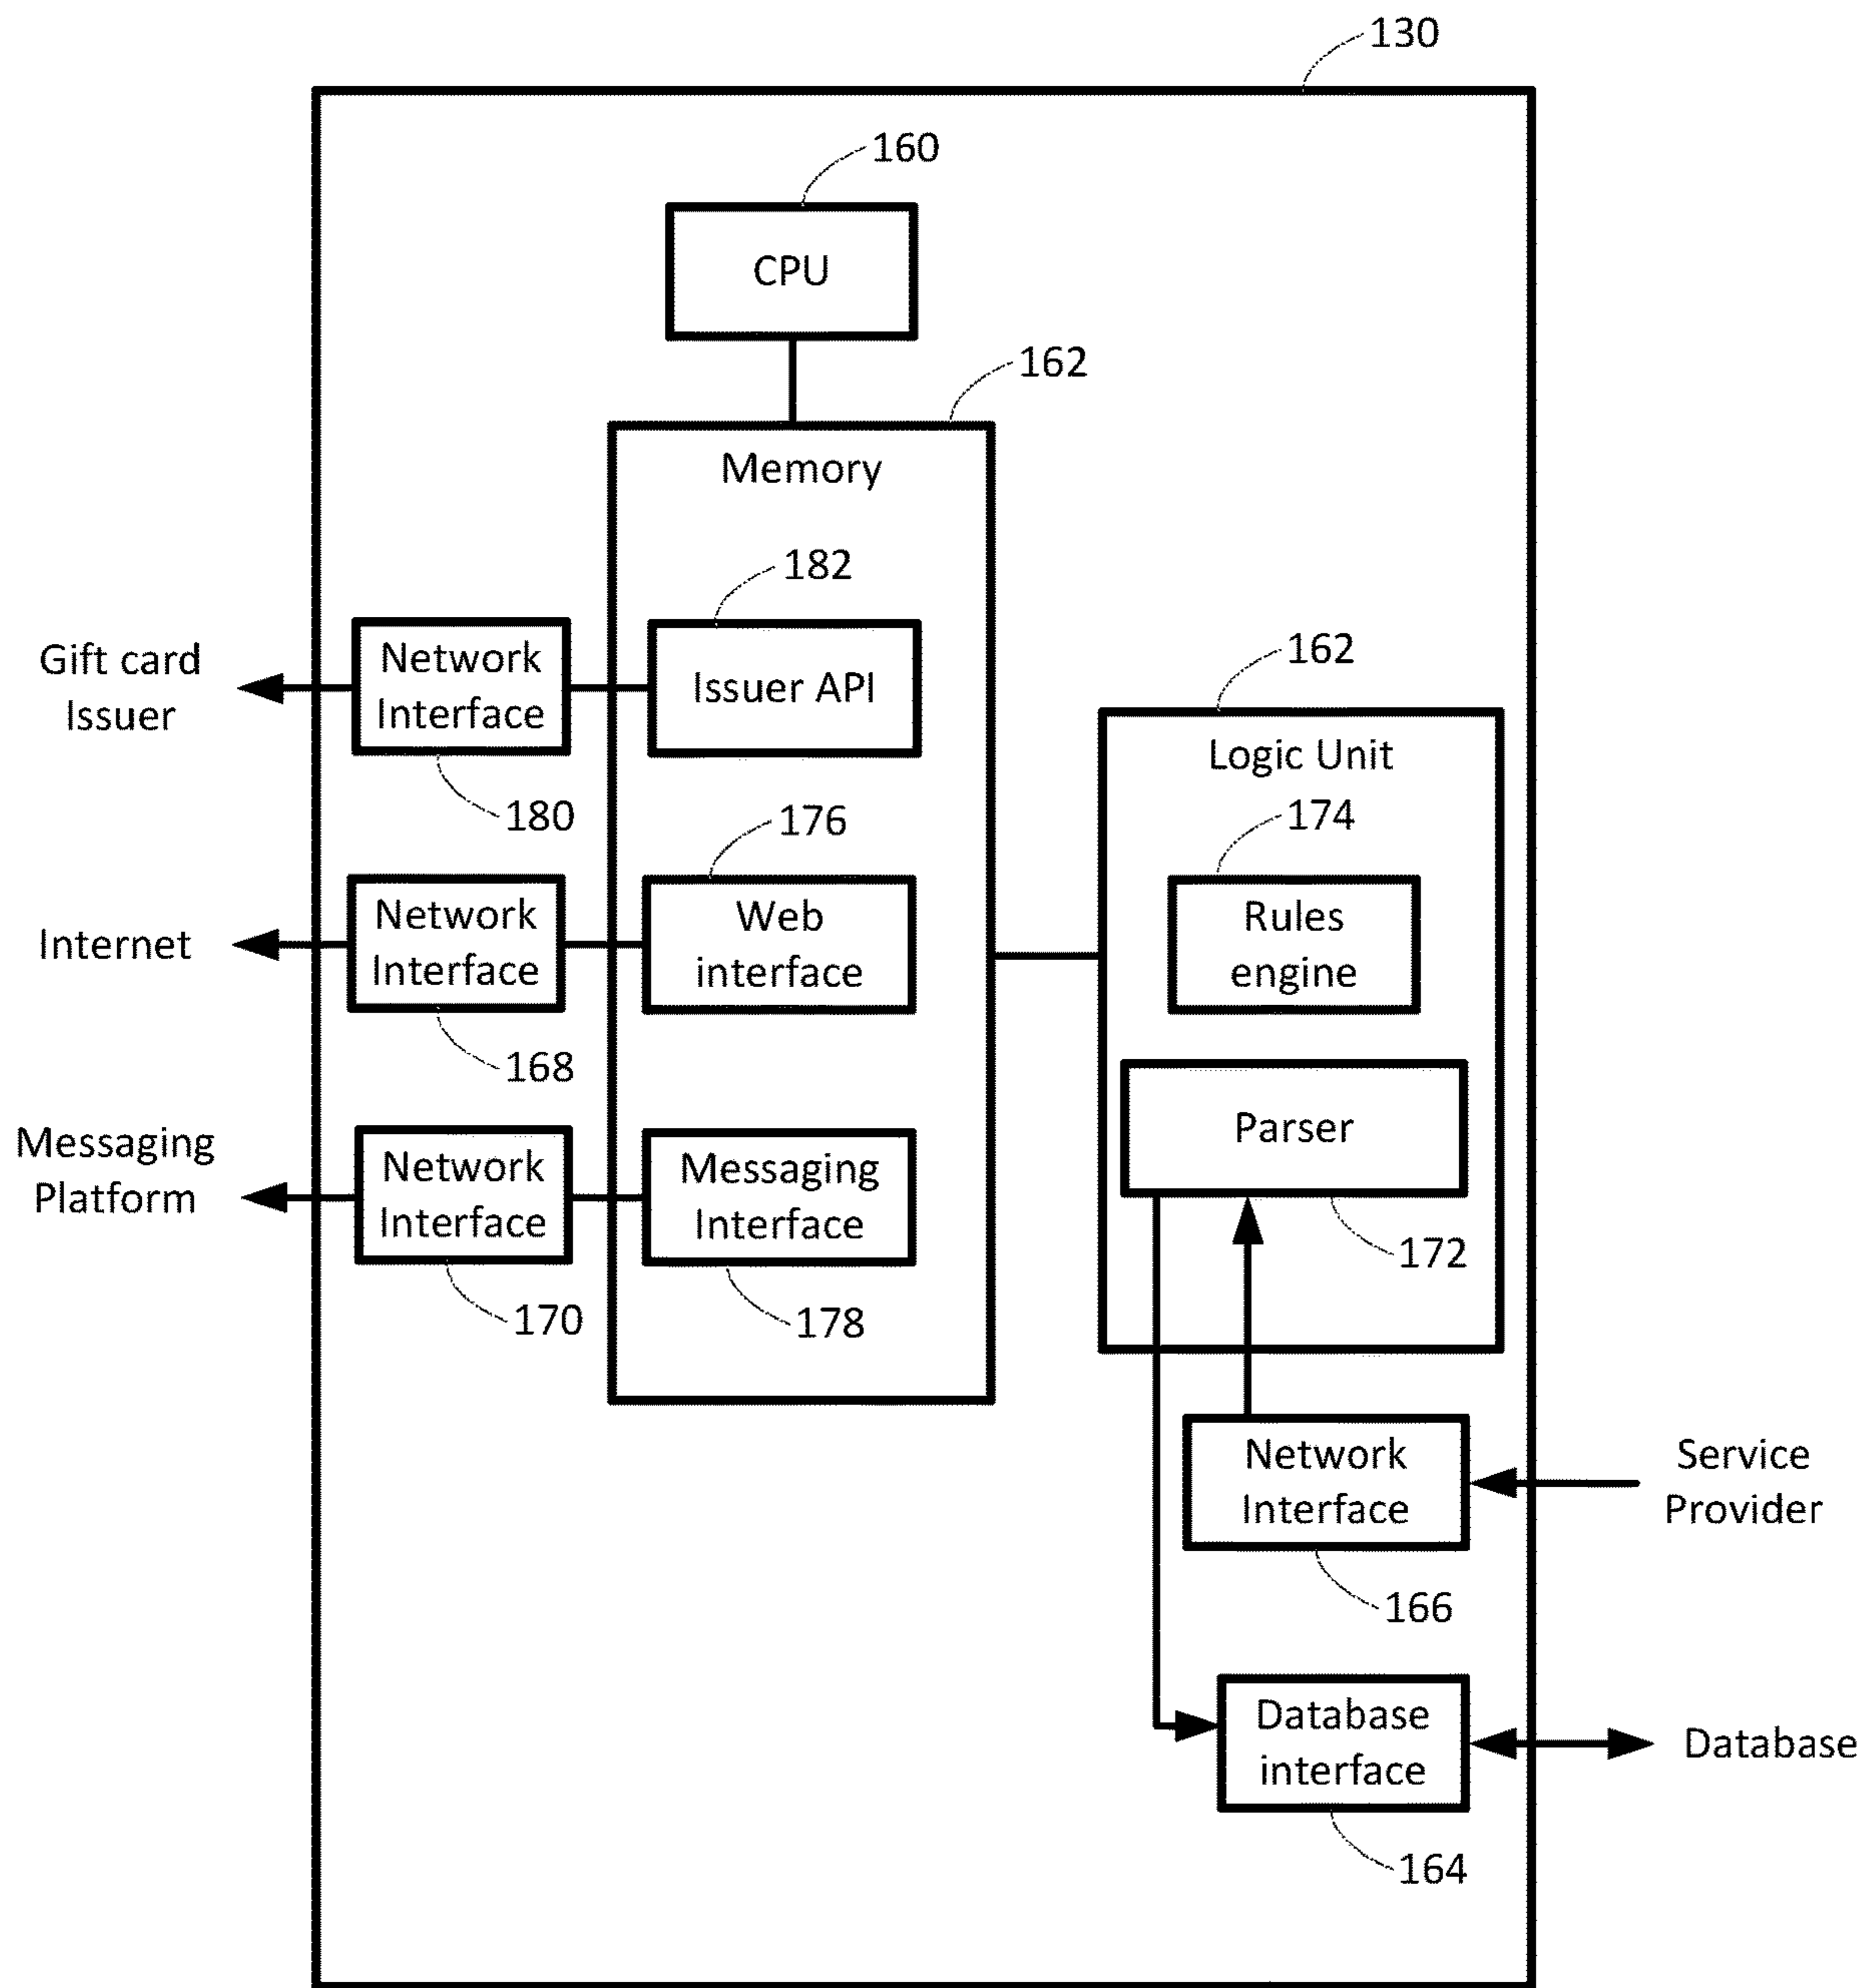 130
160
CPU
162
Memory
182
Gift card
Issuer
Network
Interface
Issuer API
180
162
Logic Unit
174
Rules
engine
176
Internet
Network
Interface
Web
interface
168
Parser
172
Messaging
Platform
Network
Interface
Messaging
Interface
170
178
Network
Interface
Service
Provider
166
Database
interface
Database
164